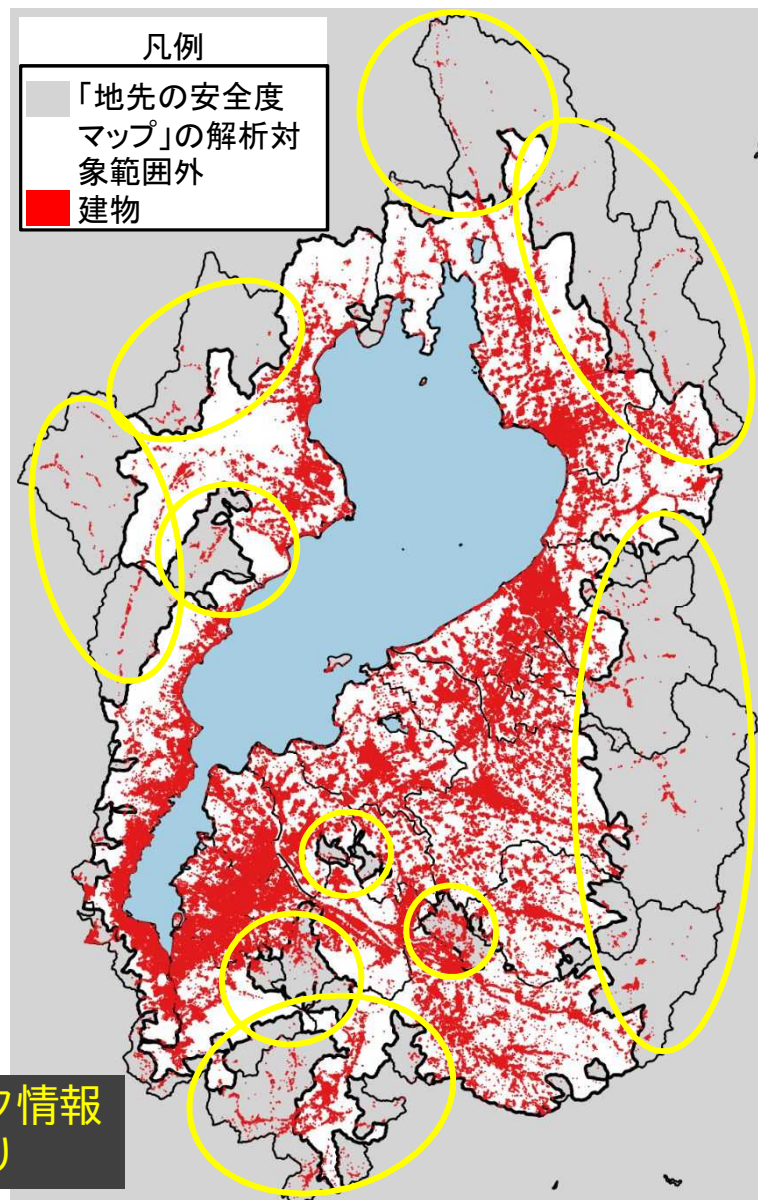 凡例
「地先の安全度
マップ」の解析対
象範囲外
建物
ク情報
り